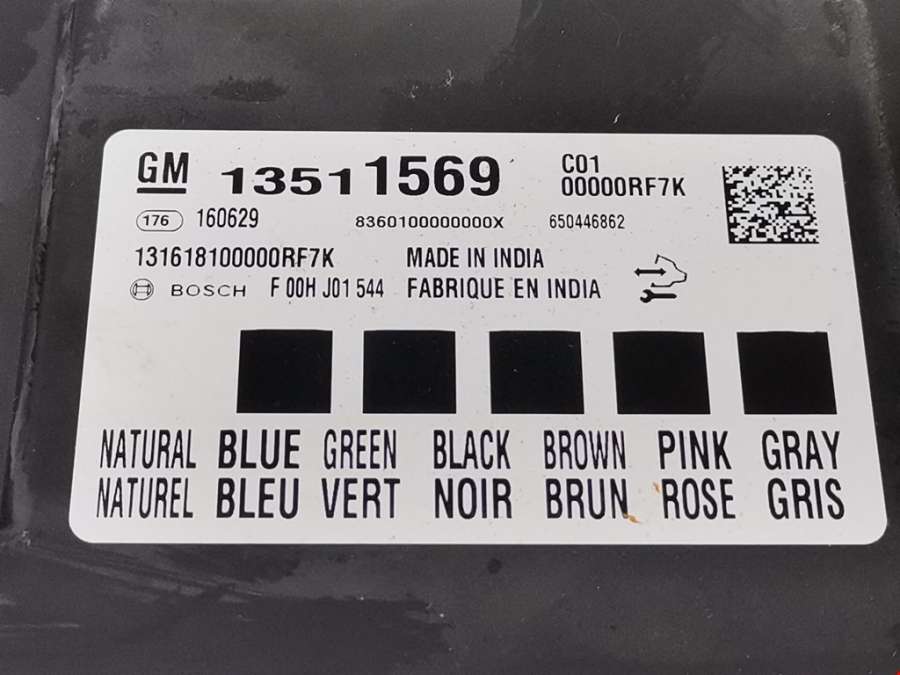 GM 13511569 C01
00000RF7K
176 160629 8360100000000X 650446862
131618100000RF7K MADE IN INDIA
BOSCH F 00H J01 544 FABRIQUE EN INDIA
NATURAL BLUE GREEN BLACK BROWN PINK GRAY
NATUREL BLEU VERT NOIR BRUN ROSE GRIS